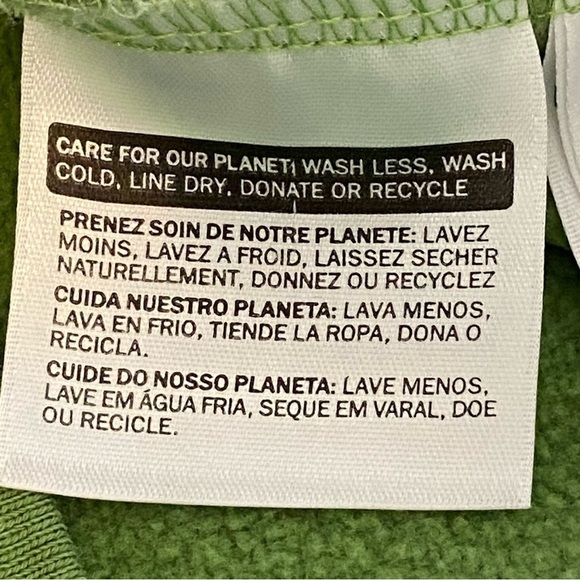 CARE FOR OUR PLANET: WASH LESS, WASH
COLD, LINE DRY, DONATE OR RECYCLE
PRENEZ SOIN DE NOTRE PLANETE: LAVEZ
MOINS, LAVEZ A FROID, LAISSEZ SECHER
NATURELLEMENT, DONNEZ OU RECYCLEZ
CUIDA NUESTRO PLANETA: LAVA MENOS,
LAVA EN FRIO, TIENDE LA ROPA, DONA O
RECICLA.
CUIDE DO NOSSO PLANETA: LAVE MENOS,
LAVE EM ÁGUA FRIA, SEQUE EM VARAL, DOE
OU RECICLE.